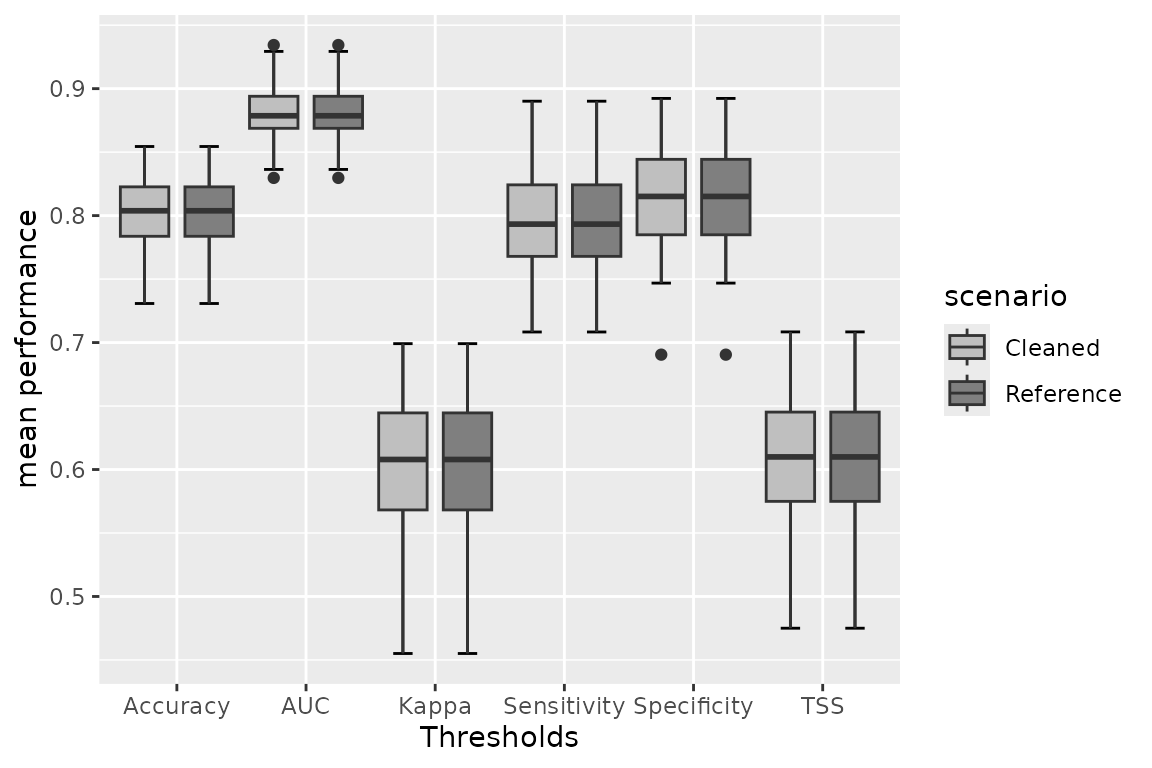 mean performance
0.9
0.8
0.7
0.6
0.5
Accuracy AUC Kappa Sensitivity Specificity TSS
Thresholds
scenario
Cleaned
Reference